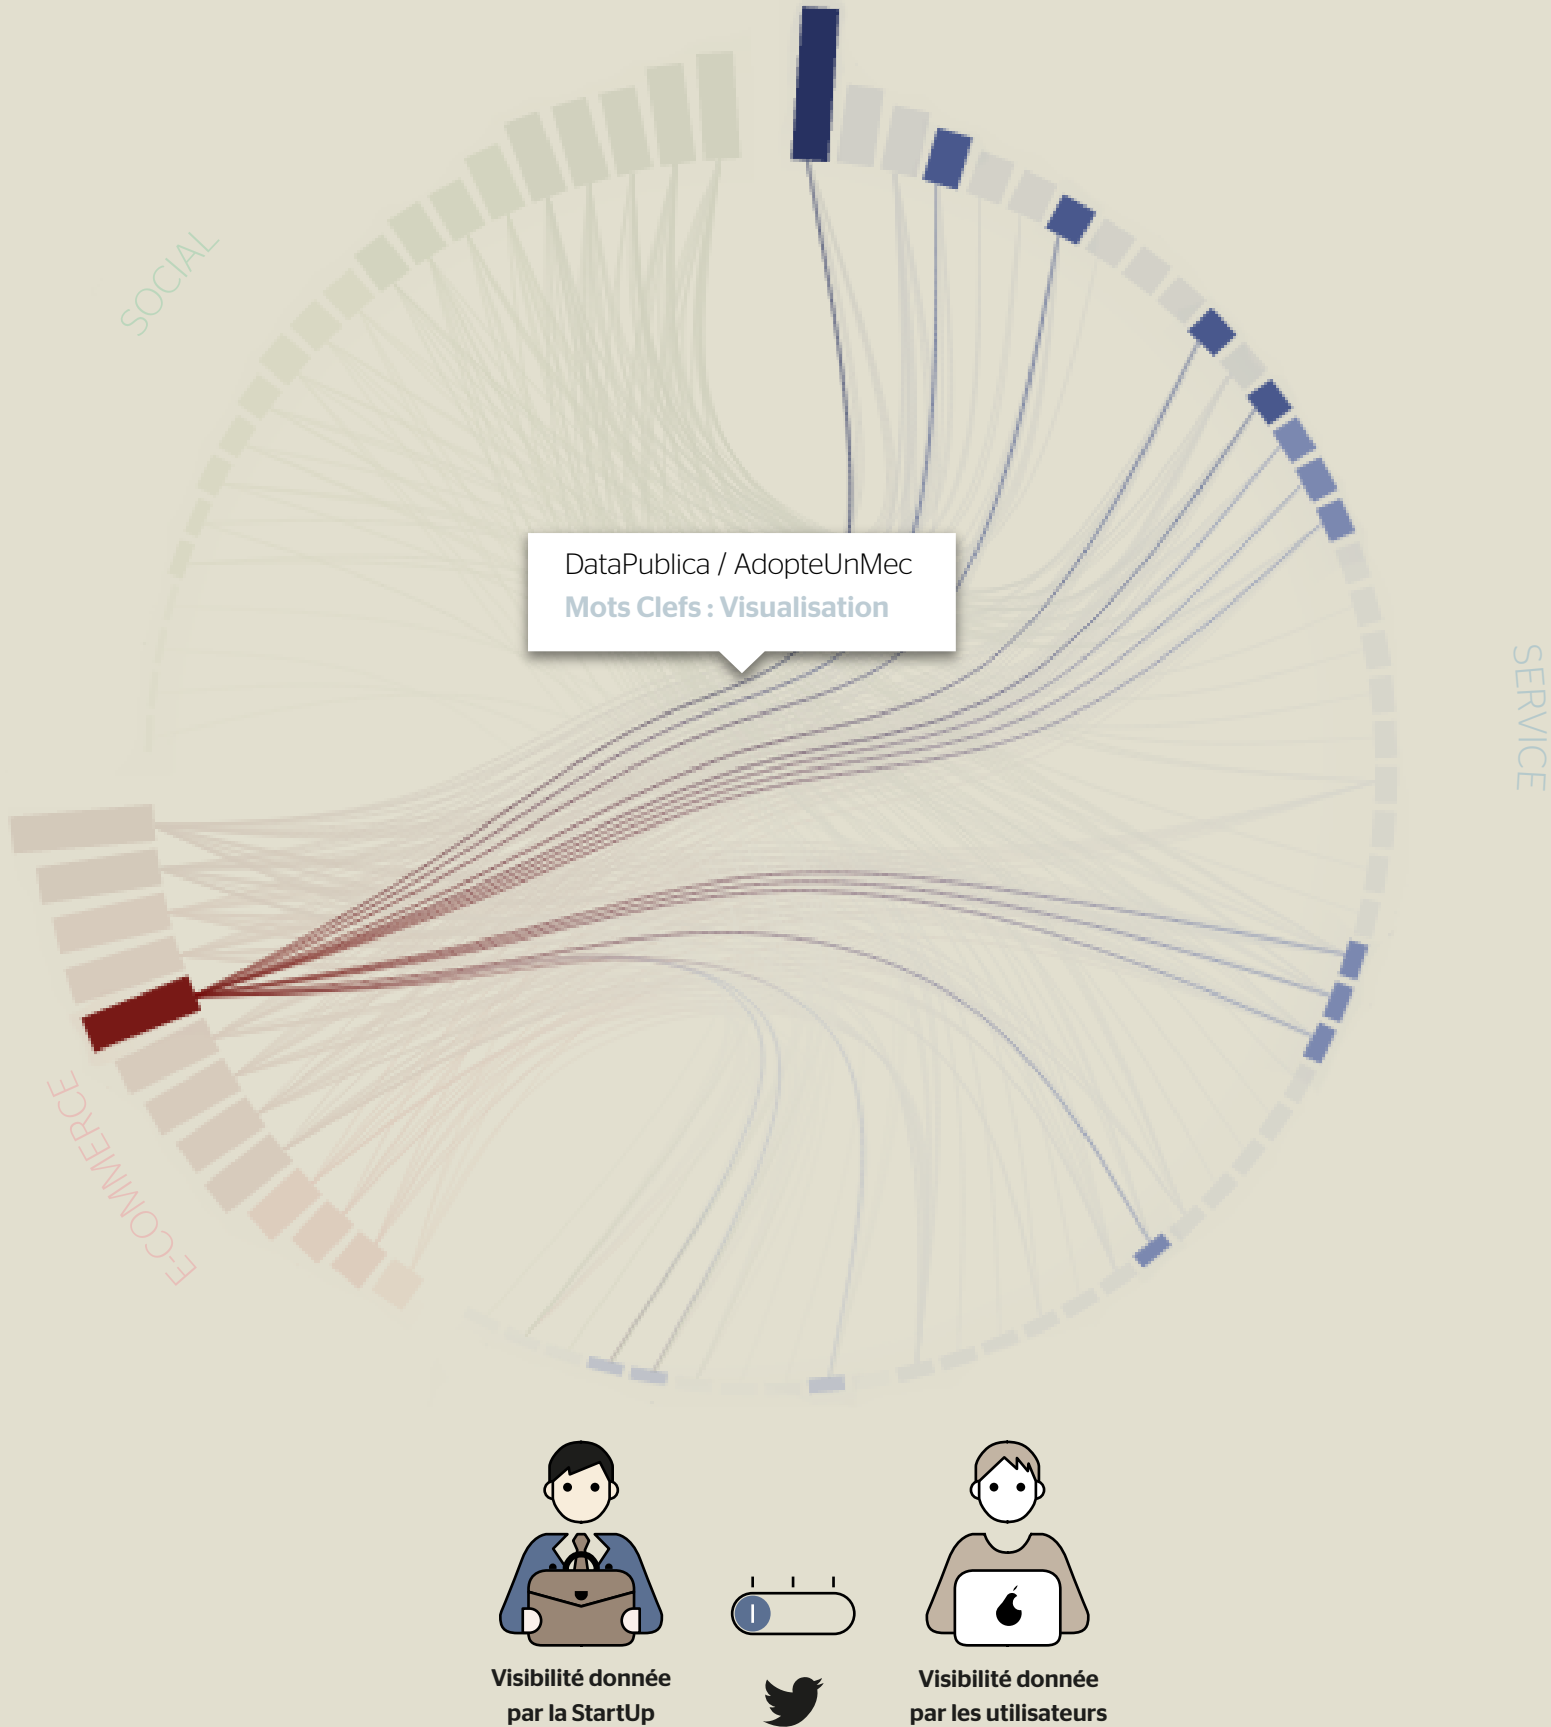 SOCIAL
DataPublica / AdopteUnMec
Mots Clefs : Visualisation
SERVICE
E-COMMERCE
Visibilité donnée
par la StartUp
Visibilité donnée
par les utilisateurs